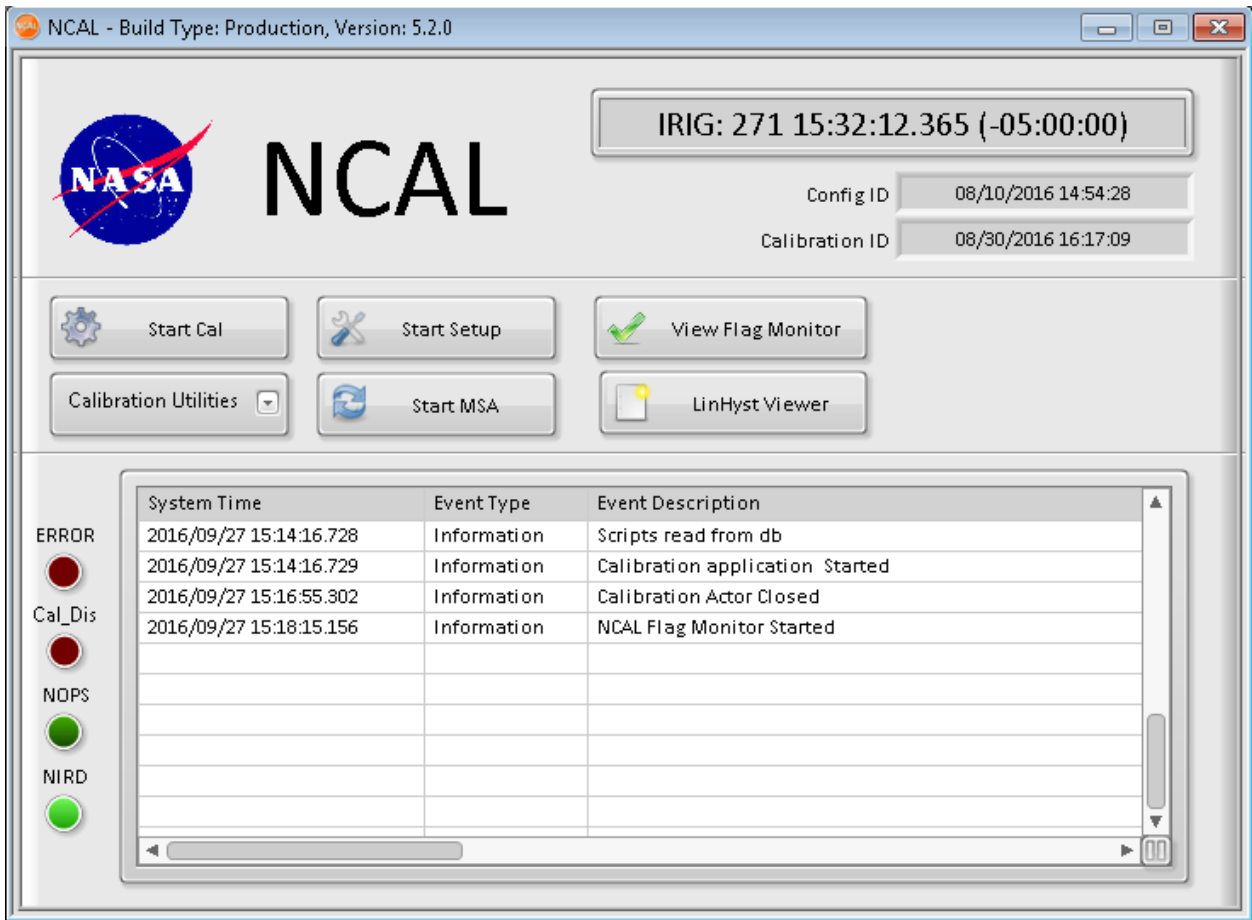 NCAL - Build Type: Production, Version: 5.2.0
NASA
NCAL
IRIG: 271 15:32:12.365 (-05:00:00)
Config ID 08/10/2016 14:54:28
Calibration ID 08/30/2016 16:17:09
Start Cal Start Setup View Flag Monitor
Calibration Utilities Start MSA LinHyst Viewer
System Time Event Type Event Description
2016/09/27 15:14:16.728 Information Scripts read from db
2016/09/27 15:14:16.729 Information Calibration application Started
2016/09/27 15:16:55.302 Information Calibration Actor Closed
2016/09/27 15:18:15.156 Information NCAL Flag Monitor Started
ERROR
Cal_Dis
NOPS
NIRD